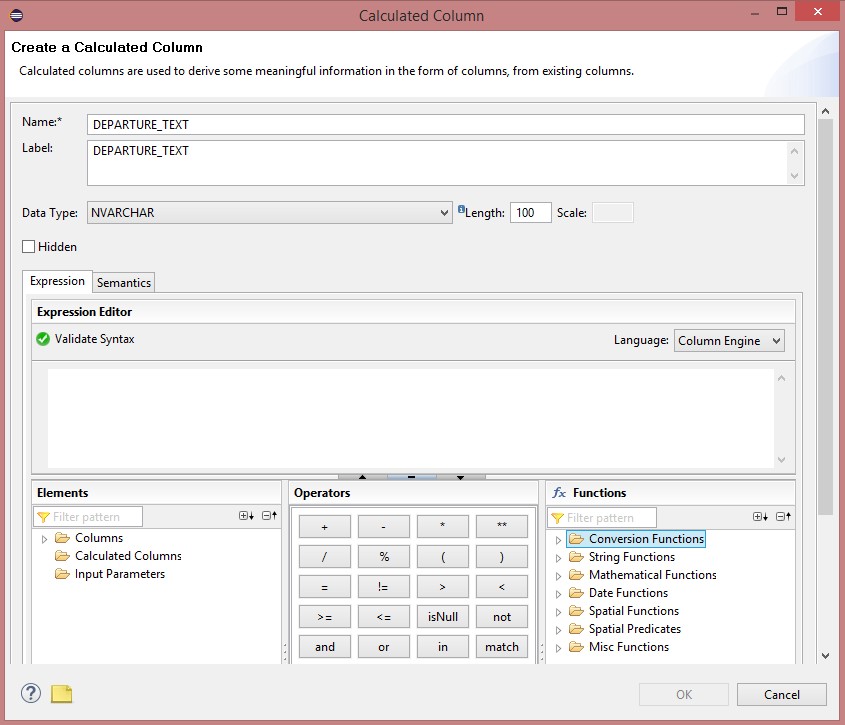 Calculated Column
Create a Calculated Column
Calculated columns are used to derive some meaningful information in the form of columns, from existing columns.
Name:* DEPARTURE_TEXT
Label: DEPARTURE_TEXT
Data Type: NVARCHAR Length: 100 Scale:
Hidden
Expression Semantics
Expression Editor
Validate Syntax Language: Column Engine
Elements Operators fx Functions
Filter pattern Filter pattern
+ - * **
/ % ( )
= != > <
>= <= isNull not
and or in match
Columns
Calculated Columns
Input Parameters
Conversion Functions
String Functions
Mathematical Functions
Date Functions
Spatial Functions
Spatial Predicates
Misc Functions
? OK Cancel